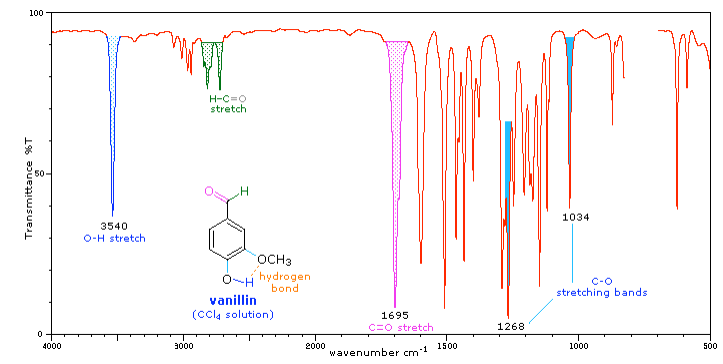 100
50
0
Transmittance %T
3540
O-H stretch
H-C=O
stretch
O
H
OCH3
O
H
hydrogen
bond
vanillin
(CCl4 solution)
1695
C=O stretch
1268
1034
C-O
stretching bands
4000
3000
2000
1500
1000
500
wavenumber cm-1